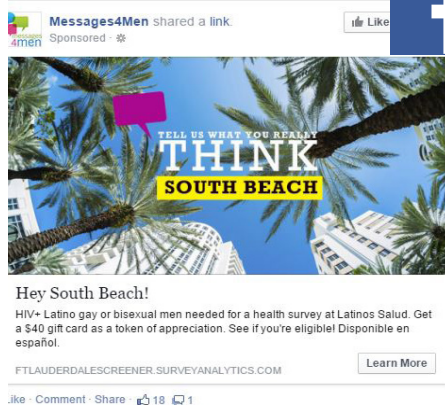 Messages4Men shared a link.
Like
Sponsored ·
messages
4men
TELL US WHAT YOU REALLY
THINK
SOUTH BEACH
Hey South Beach!
HIV+ Latino gay or bisexual men needed for a health survey at Latinos Salud. Get
a $40 gift card as a token of appreciation. See if you're eligible! Disponible en
español.
FTLAUDERDALESCREENER.SURVEYANALYTICS.COM
Learn More
ike · Comment · Share · 18 1